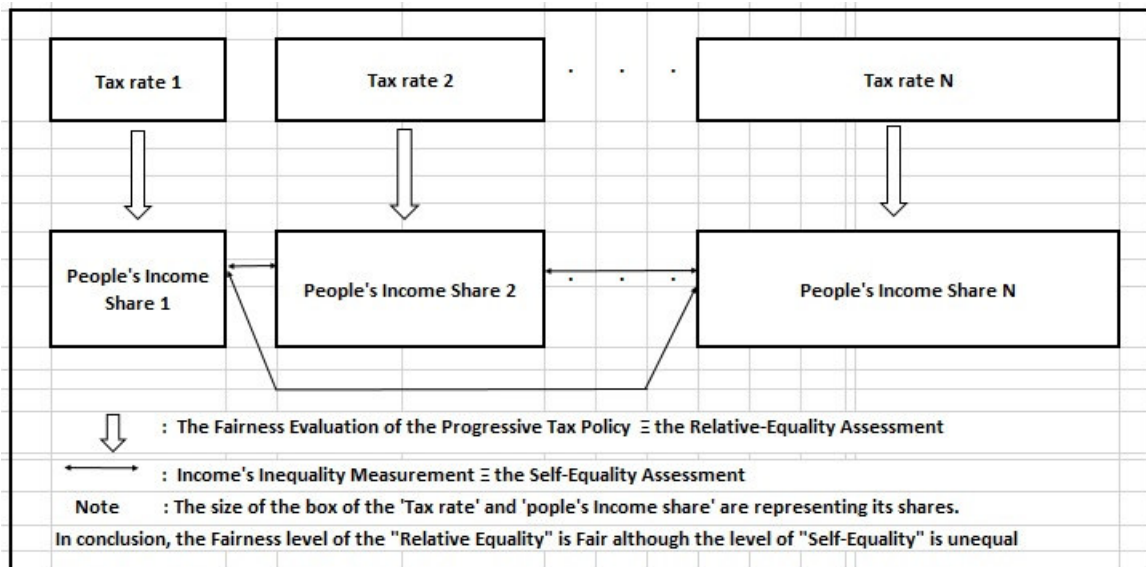 Tax rate 1
Tax rate 2
. . .
Tax rate N
People's Income
Share 1
People's Income Share 2
. . .
People's Income Share N
: The Fairness Evaluation of the Progressive Tax Policy Ξ the Relative-Equality Assessment
: Income's Inequality Measurement Ξ the Self-Equality Assessment
Note : The size of the box of the 'Tax rate' and 'pople's Income share' are representing its shares.
In conclusion, the Fairness level of the "Relative Equality" is Fair although the level of "Self-Equality" is unequal